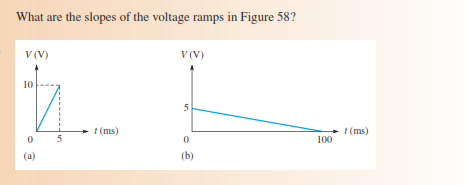 What are the slopes of the voltage ramps in Figure 58?
V (V)
10
0
5
t (ms)
(a)
V (V)
5
0
100
t (ms)
(b)